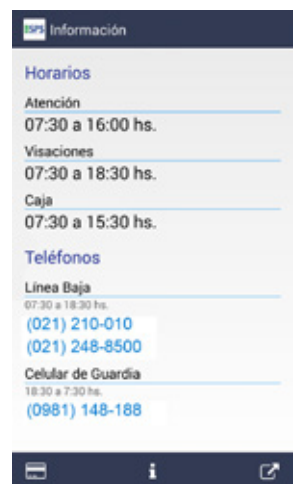 ISPS Información
Horarios
Atención
07:30 a 16:00 hs.
Visaciones
07:30 a 18:30 hs.
Caja
07:30 a 15:30 hs.
Teléfonos
Línea Baja
07:30 a 18:30 hs.
(021) 210-010
(021) 248-8500
Celular de Guardia
18:30 a 7:30 hs.
(0981) 148-188